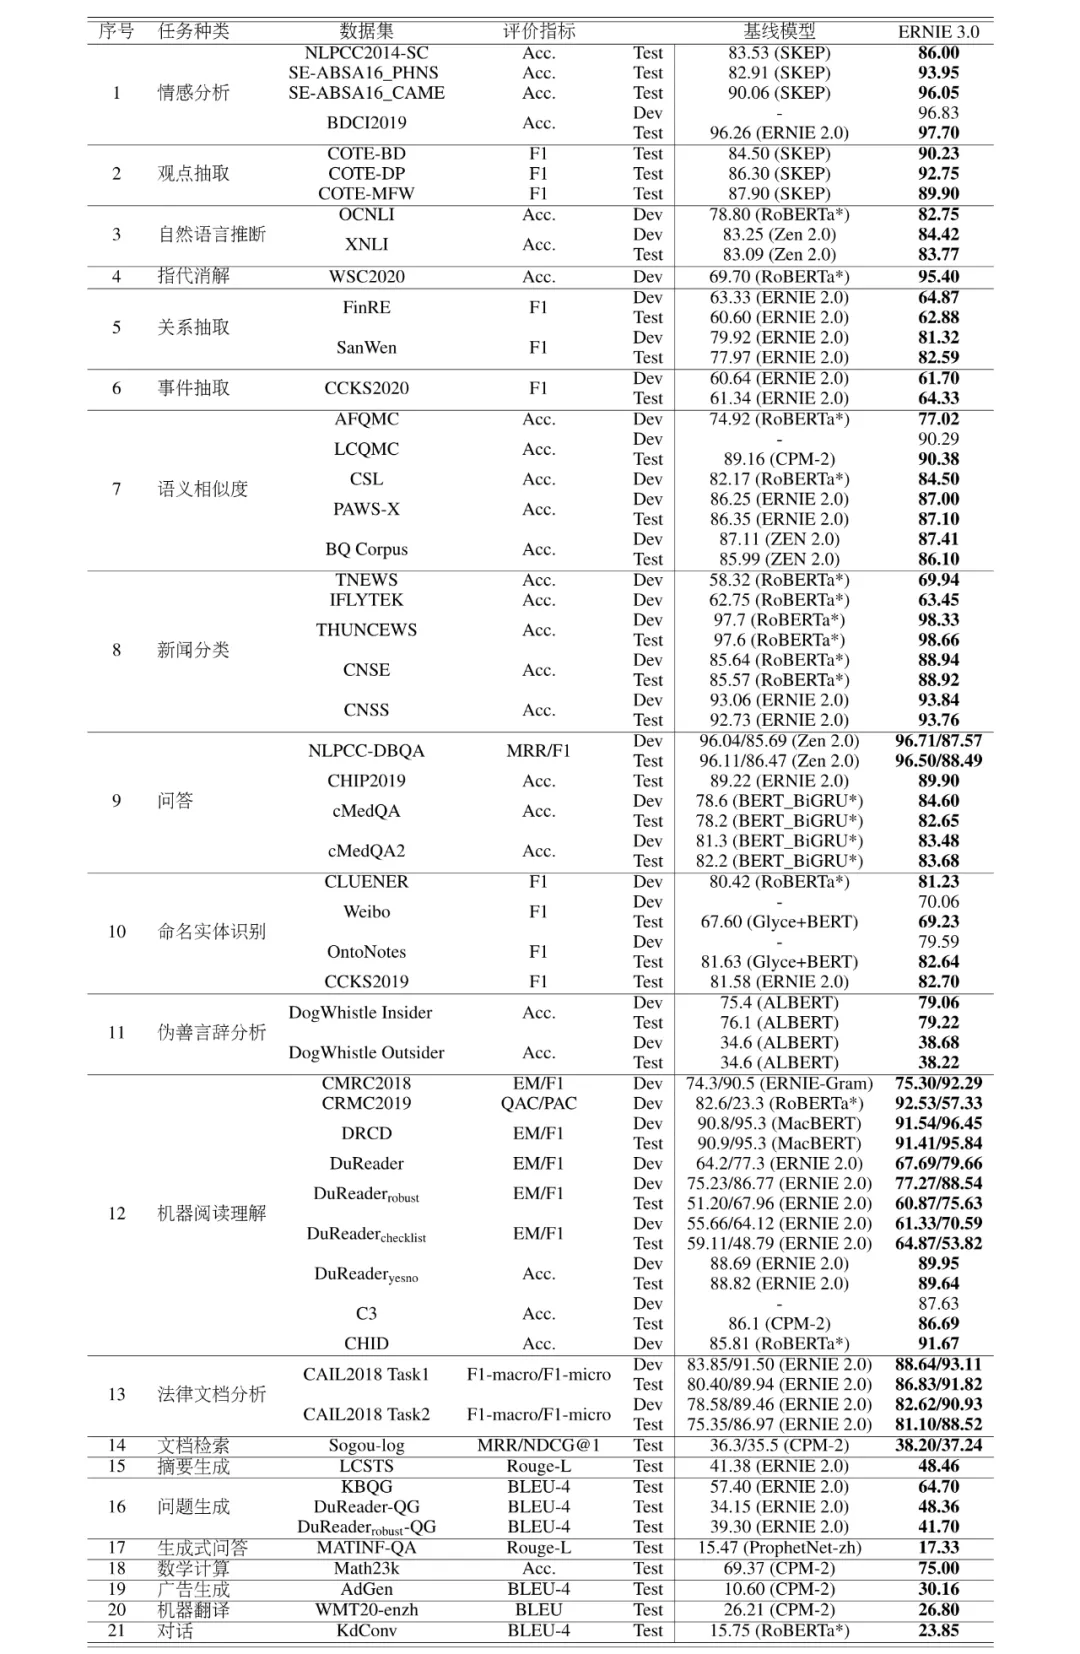 序号 任务种类 数据集 评价指标 基线模型 ERNIE 3.0
NLPCC2014-SC Acc. Test 83.53 (SKEP) 86.00
SE-ABSA16_PHNS Acc. Test 82.91 (SKEP) 93.95
1 情感分析 SE-ABSA16_CAME Acc. Test 90.06 (SKEP) 96.05
BDCI2019 Acc. Dev - 96.83
Test 96.26 (ERNIE 2.0) 97.70
COTE-BD F1 Test 84.50 (SKEP) 90.23
2 观点抽取 COTE-DP F1 Test 86.30 (SKEP) 92.75
COTE-MFW F1 Test 87.90 (SKEP) 89.90
OCNLI Acc. Dev 78.80 (RoBERTa*) 82.75
3 自然语言推断 XNLI Acc. Dev 83.25 (Zen 2.0) 84.42
Test 83.09 (Zen 2.0) 83.77
4 指代消解 WSC2020 Acc. Dev 69.70 (RoBERTa*) 95.40
5 关系抽取 FinRE F1 Dev 63.33 (ERNIE 2.0) 64.87
Test 60.60 (ERNIE 2.0) 62.88
SanWen F1 Dev 79.92 (ERNIE 2.0) 81.32
Test 77.97 (ERNIE 2.0) 82.59
6 事件抽取 CCKS2020 F1 Dev 60.64 (ERNIE 2.0) 61.70
Test 61.34 (ERNIE 2.0) 64.33
AFQMC Acc. Dev 74.92 (RoBERTa*) 77.02
LCQMC Acc. Dev - 90.29
Test 89.16 (CPM-2) 90.38
7 语义相似度 CSL Acc. Dev 82.17 (RoBERTa*) 84.50
PAWS-X Acc. Dev 86.25 (ERNIE 2.0) 87.00
Test 86.35 (ERNIE 2.0) 87.10
BQ Corpus Acc. Dev 87.11 (ZEN 2.0) 87.41
Test 85.99 (ZEN 2.0) 86.10
TNEWS Acc. Dev 58.32 (RoBERTa*) 69.94
IFLYTEK Acc. Dev 62.75 (RoBERTa*) 63.45
THUNCEWS Acc. Dev 97.7 (RoBERTa*) 98.33
Test 97.6 (RoBERTa*) 98.66
8 新闻分类 CNSE Acc. Dev 85.64 (RoBERTa*) 88.94
Test 85.57 (RoBERTa*) 88.92
CNSS Acc. Dev 93.06 (ERNIE 2.0) 93.84
Test 92.73 (ERNIE 2.0) 93.76
NLPCC-DBQA MRR/F1 Dev 96.04/85.69 (Zen 2.0) 96.71/87.57
Test 96.11/86.47 (Zen 2.0) 96.50/88.49
CHIP2019 Acc. Test 89.22 (ERNIE 2.0) 89.90
9 问答 cMedQA Acc. Dev 78.6 (BERT_BiGRU*) 84.60
Test 78.2 (BERT_BiGRU*) 82.65
cMedQA2 Acc. Dev 81.3 (BERT_BiGRU*) 83.48
Test 82.2 (BERT_BiGRU*) 83.68
CLUENER F1 Dev 80.42 (RoBERTa*) 81.23
Weibo F1 Dev - 70.06
Test 67.60 (Glyce+BERT) 69.23
10 命名实体识别 OntoNotes F1 Dev - 79.59
Test 81.63 (Glyce+BERT) 82.64
CCKS2019 F1 Test 81.58 (ERNIE 2.0) 82.70
11 伪善言辞分析 DogWhistle Insider Acc. Dev 75.4 (ALBERT) 79.06
Test 76.1 (ALBERT) 79.22
DogWhistle Outsider Acc. Dev 34.6 (ALBERT) 38.68
Test 34.6 (ALBERT) 38.22
CMRC2018 EM/F1 Dev 74.3/90.5 (ERNIE-Gram) 75.30/92.29
CRMC2019 QAC/PAC Dev 82.6/23.3 (RoBERTa*) 92.53/57.33
DRCD EM/F1 Dev 90.8/95.3 (MacBERT) 91.54/96.45
Test 90.9/95.3 (MacBERT) 91.41/95.84
DuReader EM/F1 Dev 64.2/77.3 (ERNIE 2.0) 67.69/79.66
DuReaderrobust EM/F1 Dev 75.23/86.77 (ERNIE 2.0) 77.27/88.54
Test 51.20/67.96 (ERNIE 2.0) 60.87/75.63
12 机器阅读理解 DuReaderchecklist EM/F1 Dev 55.66/64.12 (ERNIE 2.0) 61.33/70.59
Test 59.11/48.79 (ERNIE 2.0) 64.87/53.82
DuReaderyesno Acc. Dev 88.69 (ERNIE 2.0) 89.95
Test 88.82 (ERNIE 2.0) 89.64
C3 Acc. Dev - 87.63
Test 86.1 (CPM-2) 86.69
CHID Acc. Dev 85.81 (RoBERTa*) 91.67
13 法律文档分析 CAIL2018 Task1 F1-macro/F1-micro Dev 83.85/91.50 (ERNIE 2.0) 88.64/93.11
Test 80.40/89.94 (ERNIE 2.0) 86.83/91.82
CAIL2018 Task2 F1-macro/F1-micro Dev 78.58/89.46 (ERNIE 2.0) 82.62/90.93
Test 75.35/86.97 (ERNIE 2.0) 81.10/88.52
14 文档检索 Sogou-log MRR/NDCG@1 Test 36.3/35.5 (CPM-2) 38.20/37.24
15 摘要生成 LCSTS Rouge-L Test 41.38 (ERNIE 2.0) 48.46
KBQG BLEU-4 Test 57.40 (ERNIE 2.0) 64.70
16 问题生成 DuReader-QG BLEU-4 Test 34.15 (ERNIE 2.0) 48.36
DuReaderrobust-QG BLEU-4 Test 39.30 (ERNIE 2.0) 41.70
17 生成式问答 MATINF-QA Rouge-L Test 15.47 (ProphetNet-zh) 17.33
18 数学计算 Math23k Acc. Test 69.37 (CPM-2) 75.00
19 广告生成 AdGen BLEU-4 Test 10.60 (CPM-2) 30.16
20 机器翻译 WMT20-enzh BLEU Test 26.21 (CPM-2) 26.80
21 对话 KdConv BLEU-4 Test 15.75 (RoBERTa*) 23.85